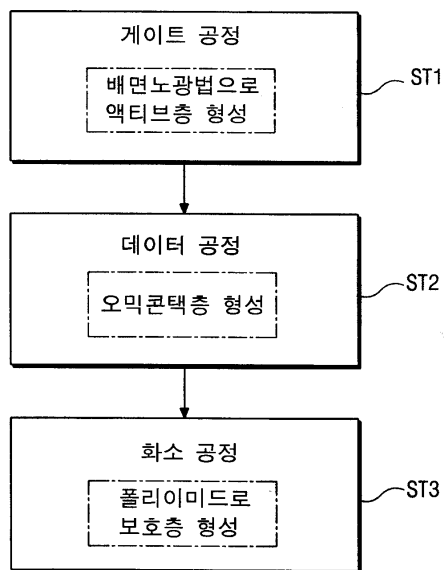 게이트 공정
배면노광법으로
액티브층 형성
ST1
데이터 공정
오믹콘택층 형성
ST2
화소 공정
폴리이미드로
보호층 형성
ST3